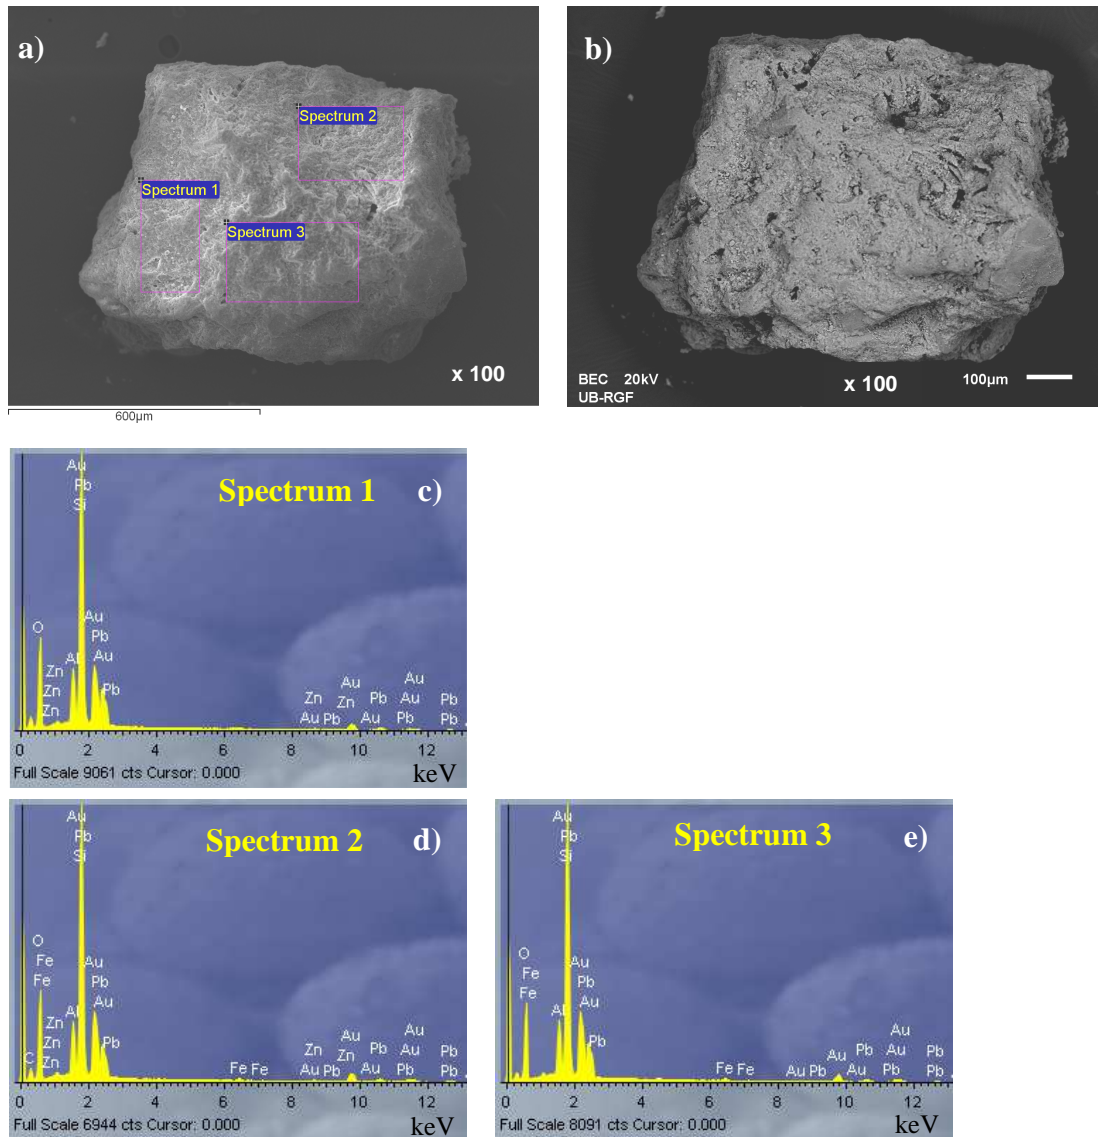 a)
Spectrum 2
Spectrum 1
Spectrum 3
x 100
600µm
b)
BEC 20kV
UB-RGF
x 100
100µm
Spectrum 1 c)
Au
Pb
Si
O
Zn
Zn
Zn
Al
Au
Pb
Au
Pb
Zn Au Zn Pb Au Au Pb
Au Pb Au Pb Pb
0 2 4 6 8 10 12
Full Scale 9061 cts Cursor: 0.000
keV
Spectrum 2 d)
Au
Pb
Si
O
Fe
Fe
Zn
Zn
Zn
C
Al
Au
Pb
Au
Pb
Fe Fe
Zn Au Zn Pb Au Au Pb
Au Pb Au Pb Pb
0 2 4 6 8 10 12
Full Scale 6944 cts Cursor: 0.000
keV
Spectrum 3 e)
Au
Pb
Si
O
Fe
Fe
Al
Au
Pb
Au
Pb
Fe Fe
Au Pb Au Pb Au Au Pb Pb Pb
0 2 4 6 8 10 12
Full Scale 8091 cts Cursor: 0.000
keV